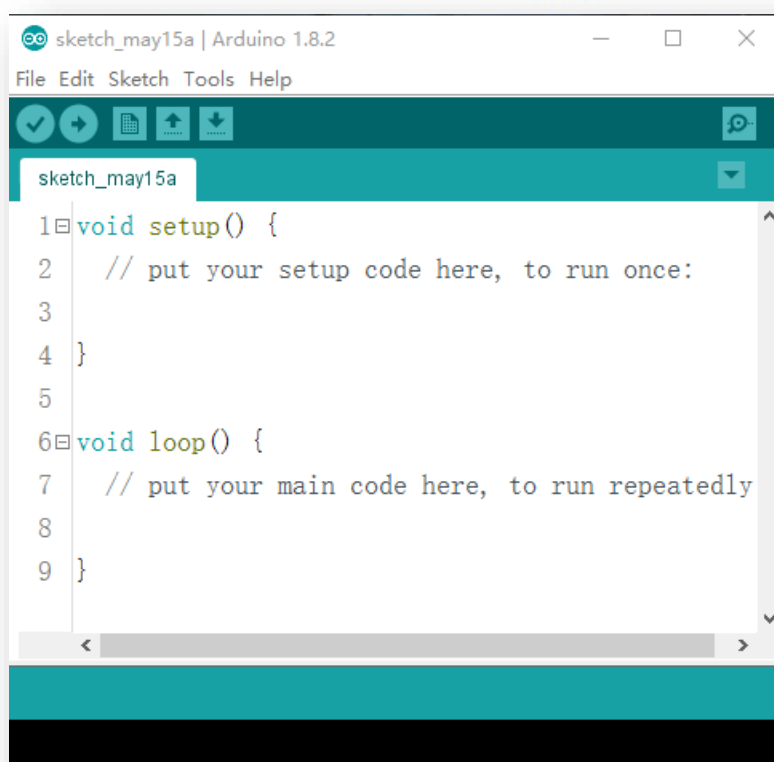 sketch_may15a | Arduino 1.8.2
File Edit Sketch Tools Help
sketch_may15a
1 void setup() {
2 // put your setup code here, to run once:
3
4 }
5
6 void loop() {
7 // put your main code here, to run repeatedly
8
9 }